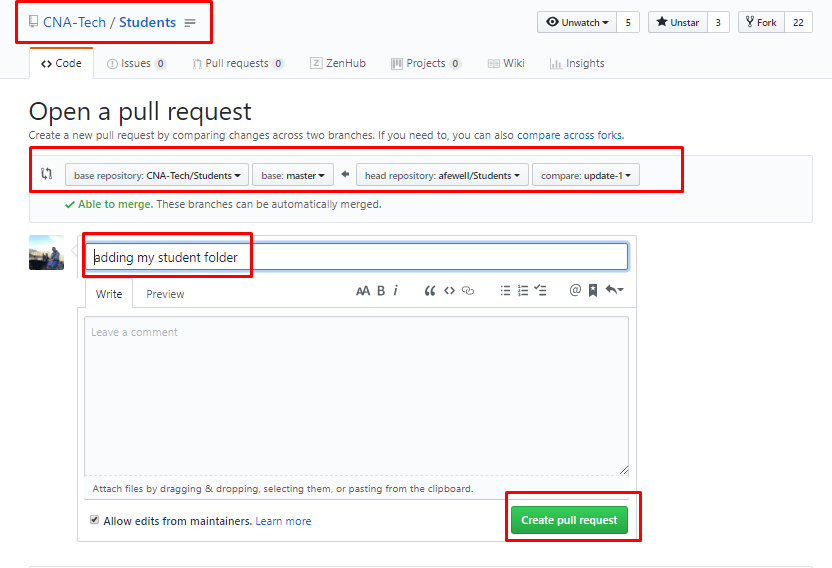 CNA-Tech / Students
Unwatch 5 Unstar 3 Fork 22
Code Issues 0 Pull requests 0 ZenHub Projects 0 Wiki Insights
Open a pull request
Create a new pull request by comparing changes across two branches. If you need to, you can also compare across forks.
base repository: CNA-Tech/Students base: master head repository: afewell/Students compare: update-1
Able to merge. These branches can be automatically merged.
adding my student folder
Write Preview AA B i “ <> @
Leave a comment
Attach files by dragging & dropping, selecting them, or pasting from the clipboard.
Allow edits from maintainers. Learn more Create pull request